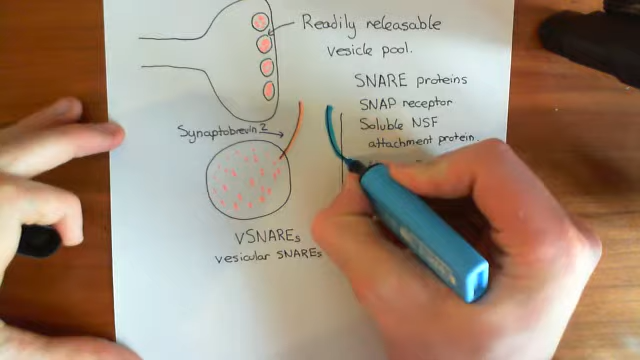 Readily releasable
vesicle pool.
SNARE proteins
SNAP receptor
Synaptobrevin 2
Soluble NSF
attachment protein
vSNAREs
vesicular SNAREs